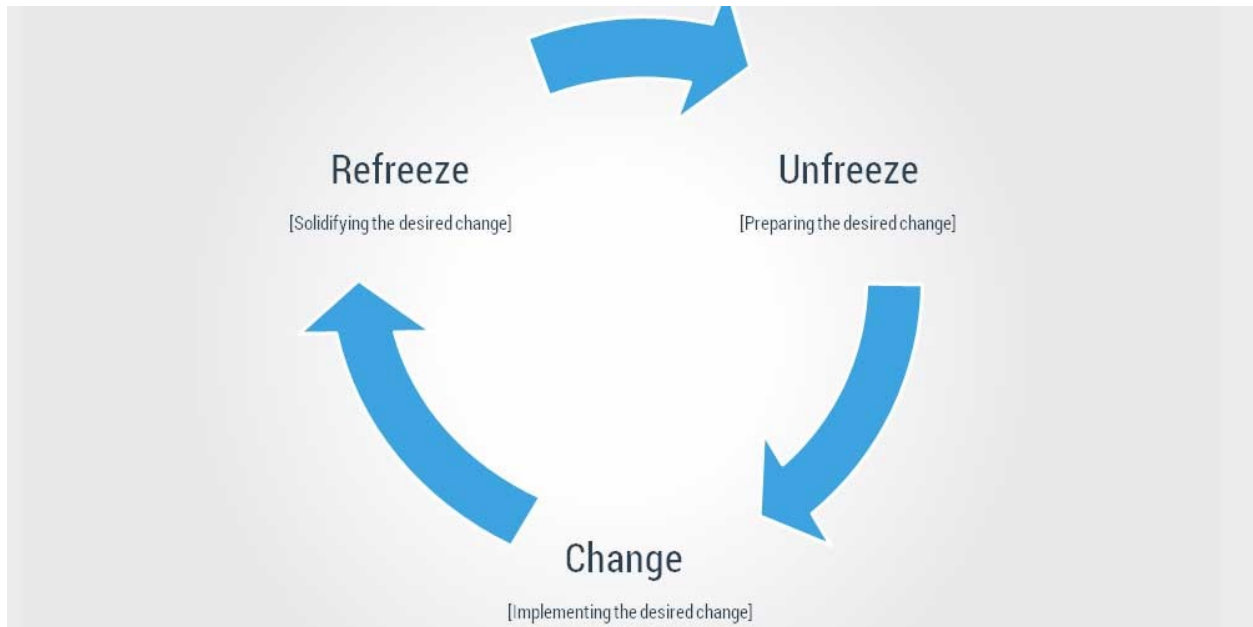 Refreeze
[Solidifying the desired change]
Unfreeze
[Preparing the desired change]
Change
[Implementing the desired change]